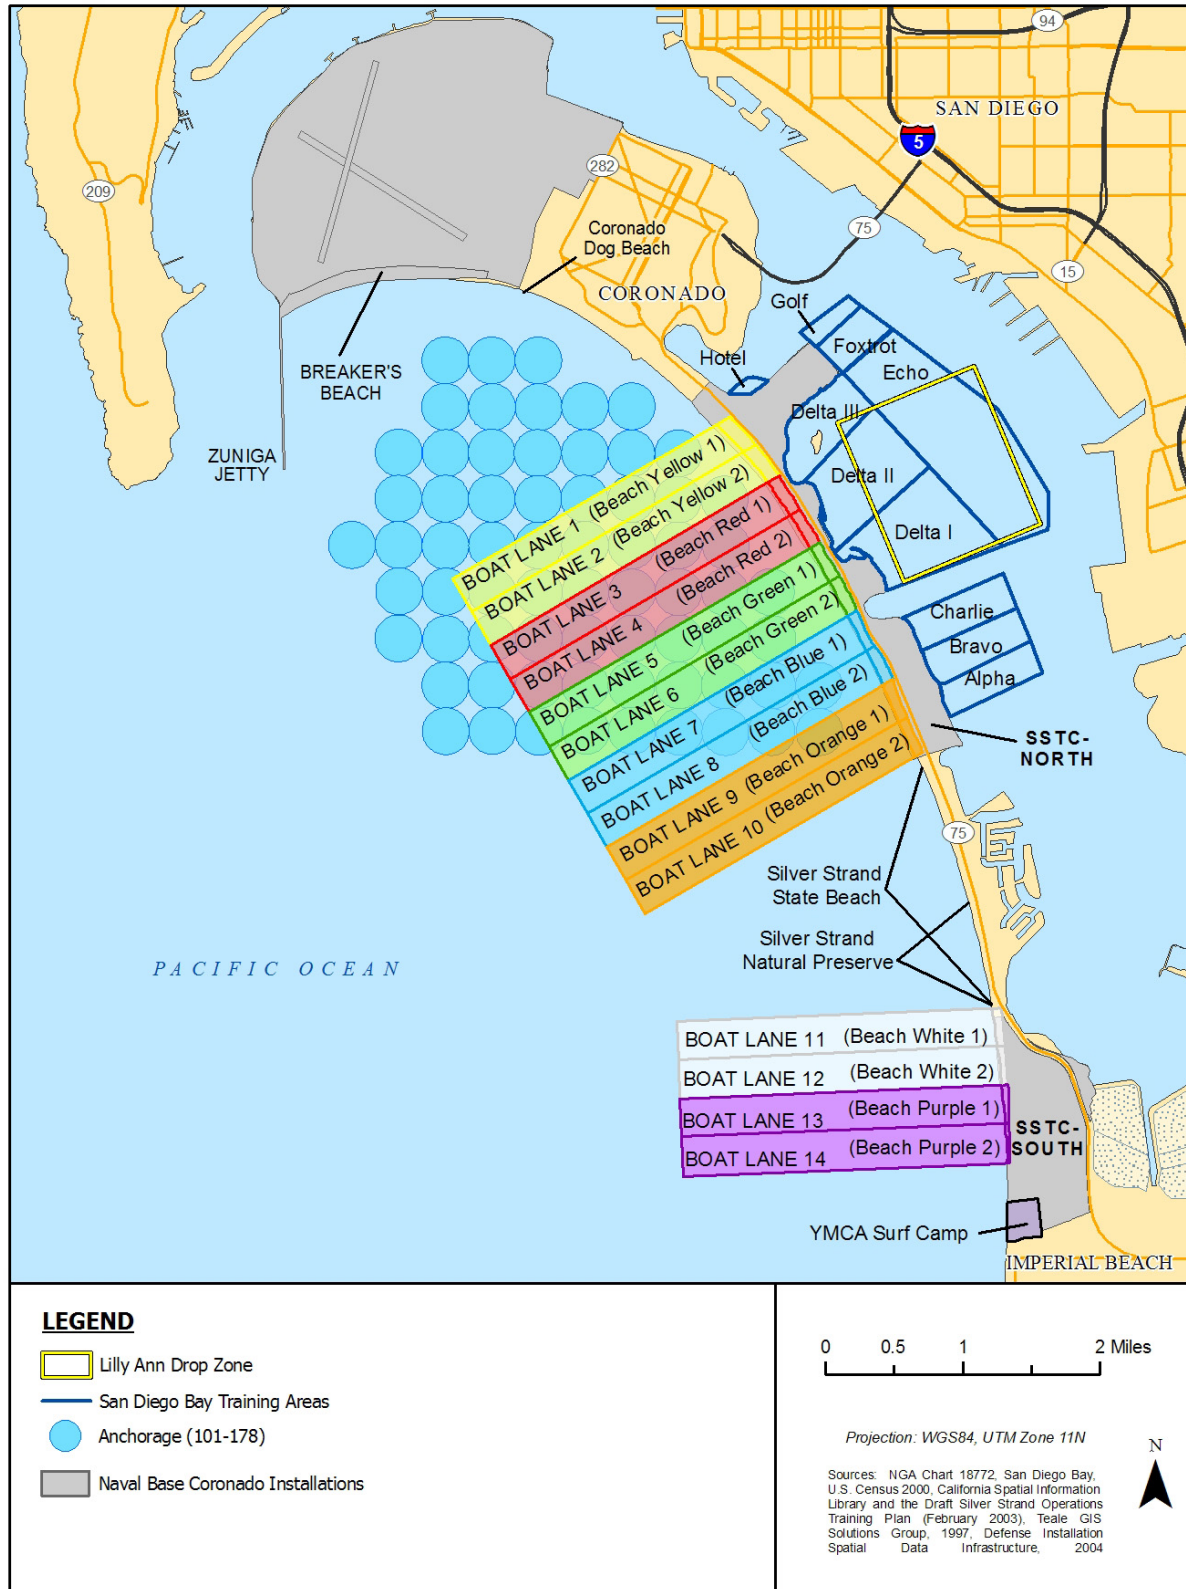 94
SAN DIEGO
5
282
209
75
15
Coronado
Dog Beach
CORONADO
Golf
Foxtrot
Hotel
Echo
BREAKER'S
BEACH
Delta III
ZUNIGA
JETTY
Delta II
Delta I
BOAT LANE 1 (Beach Yellow 1)
BOAT LANE 2 (Beach Yellow 2)
BOAT LANE 3 (Beach Red 1)
BOAT LANE 4 (Beach Red 2)
BOAT LANE 5 (Beach Green 1)
BOAT LANE 6 (Beach Green 2)
BOAT LANE 7 (Beach Blue 1)
BOAT LANE 8 (Beach Blue 2)
BOAT LANE 9 (Beach Orange 1)
BOAT LANE 10 (Beach Orange 2)
Charlie
Bravo
Alpha
SSTC-
NORTH
75
Silver Strand
State Beach
Silver Strand
Natural Preserve
PACIFIC OCEAN
BOAT LANE 11 (Beach White 1)
BOAT LANE 12 (Beach White 2)
BOAT LANE 13 (Beach Purple 1)
BOAT LANE 14 (Beach Purple 2)
SSTC-
SOUTH
YMCA Surf Camp
IMPERIAL BEACH
LEGEND
Lilly Ann Drop Zone
San Diego Bay Training Areas
Anchorage (101-178)
Naval Base Coronado Installations
0 0.5 1 2 Miles
Projection: WGS84, UTM Zone 11N
N
Sources: NGA Chart 18772, San Diego Bay,
U.S. Census 2000, California Spatial Information
Library and the Draft Silver Strand Operations
Training Plan (February 2003), Teale GIS
Solutions Group, 1997, Defense Installation
Spatial Data Infrastructure, 2004